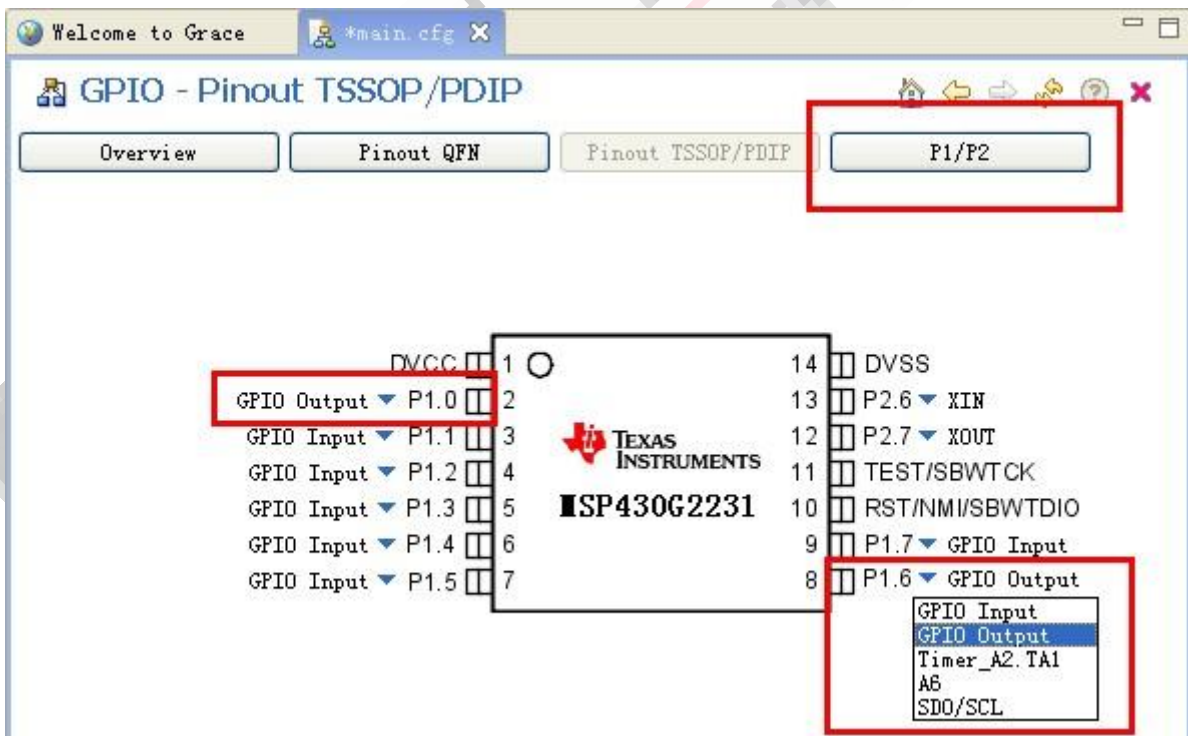 Welcome to Grace
*main.cfg
GPIO - Pinout TSSOP/PDIP
Overview
Pinout QFN
Pinout TSSOP/PDIP
P1/P2
DVCC 1 14 DVSS
GPIO Output P1.0 2 13 P2.6 XIN
GPIO Input P1.1 3 12 P2.7 XOUT
GPIO Input P1.2 4 11 TEST/SBWTCK
GPIO Input P1.3 5 10 RST/NMI/SBWTDIO
GPIO Input P1.4 6 9 P1.7 GPIO Input
GPIO Input P1.5 7 8 P1.6 GPIO Output
TEXAS
INSTRUMENTS
MSP430G2231
GPIO Input
GPIO Output
Timer_A2.TA1
A6
SDO/SCL